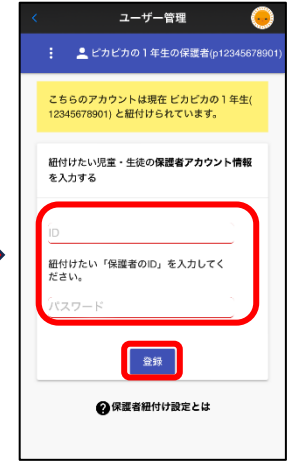 ユーザー管理
ピカピカの1年生の保護者(p12345678901)
こちらのアカウントは現在 ピカピカの1年生(
12345678901) と紐付けられています。
紐付けたい児童・生徒の保護者アカウント情報
を入力する
ID
紐付けたい「保護者のID」を入力してく
ださい。
パスワード
登録
?保護者紐付け設定とは